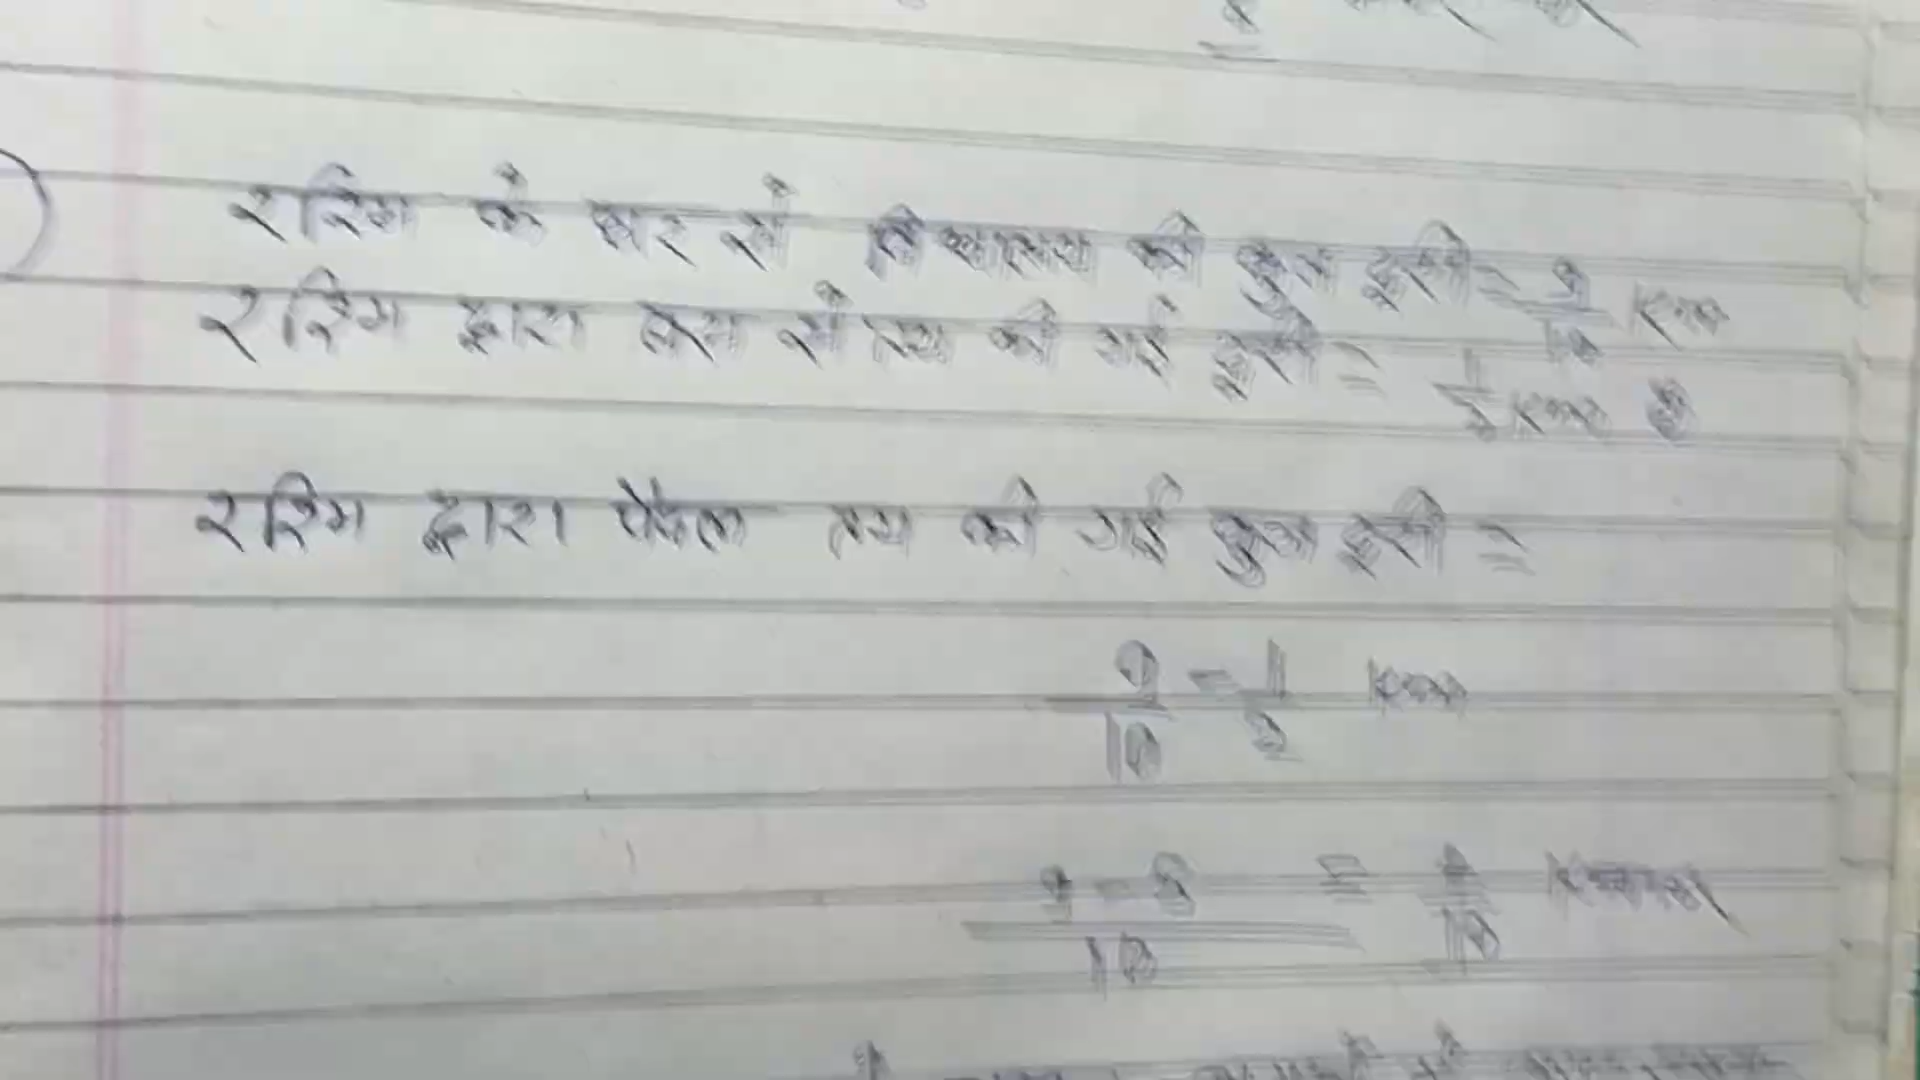 रश्मि के घर से विद्यालय की कुल दूरी = 9/10 km
रश्मि द्वारा बस से तय की गई दूरी = 1/2 km है
रश्मि द्वारा पैदल तय की गई कुल दूरी =
9/10 - 1/2 km
9 - 5 / 10 = 4/10 km